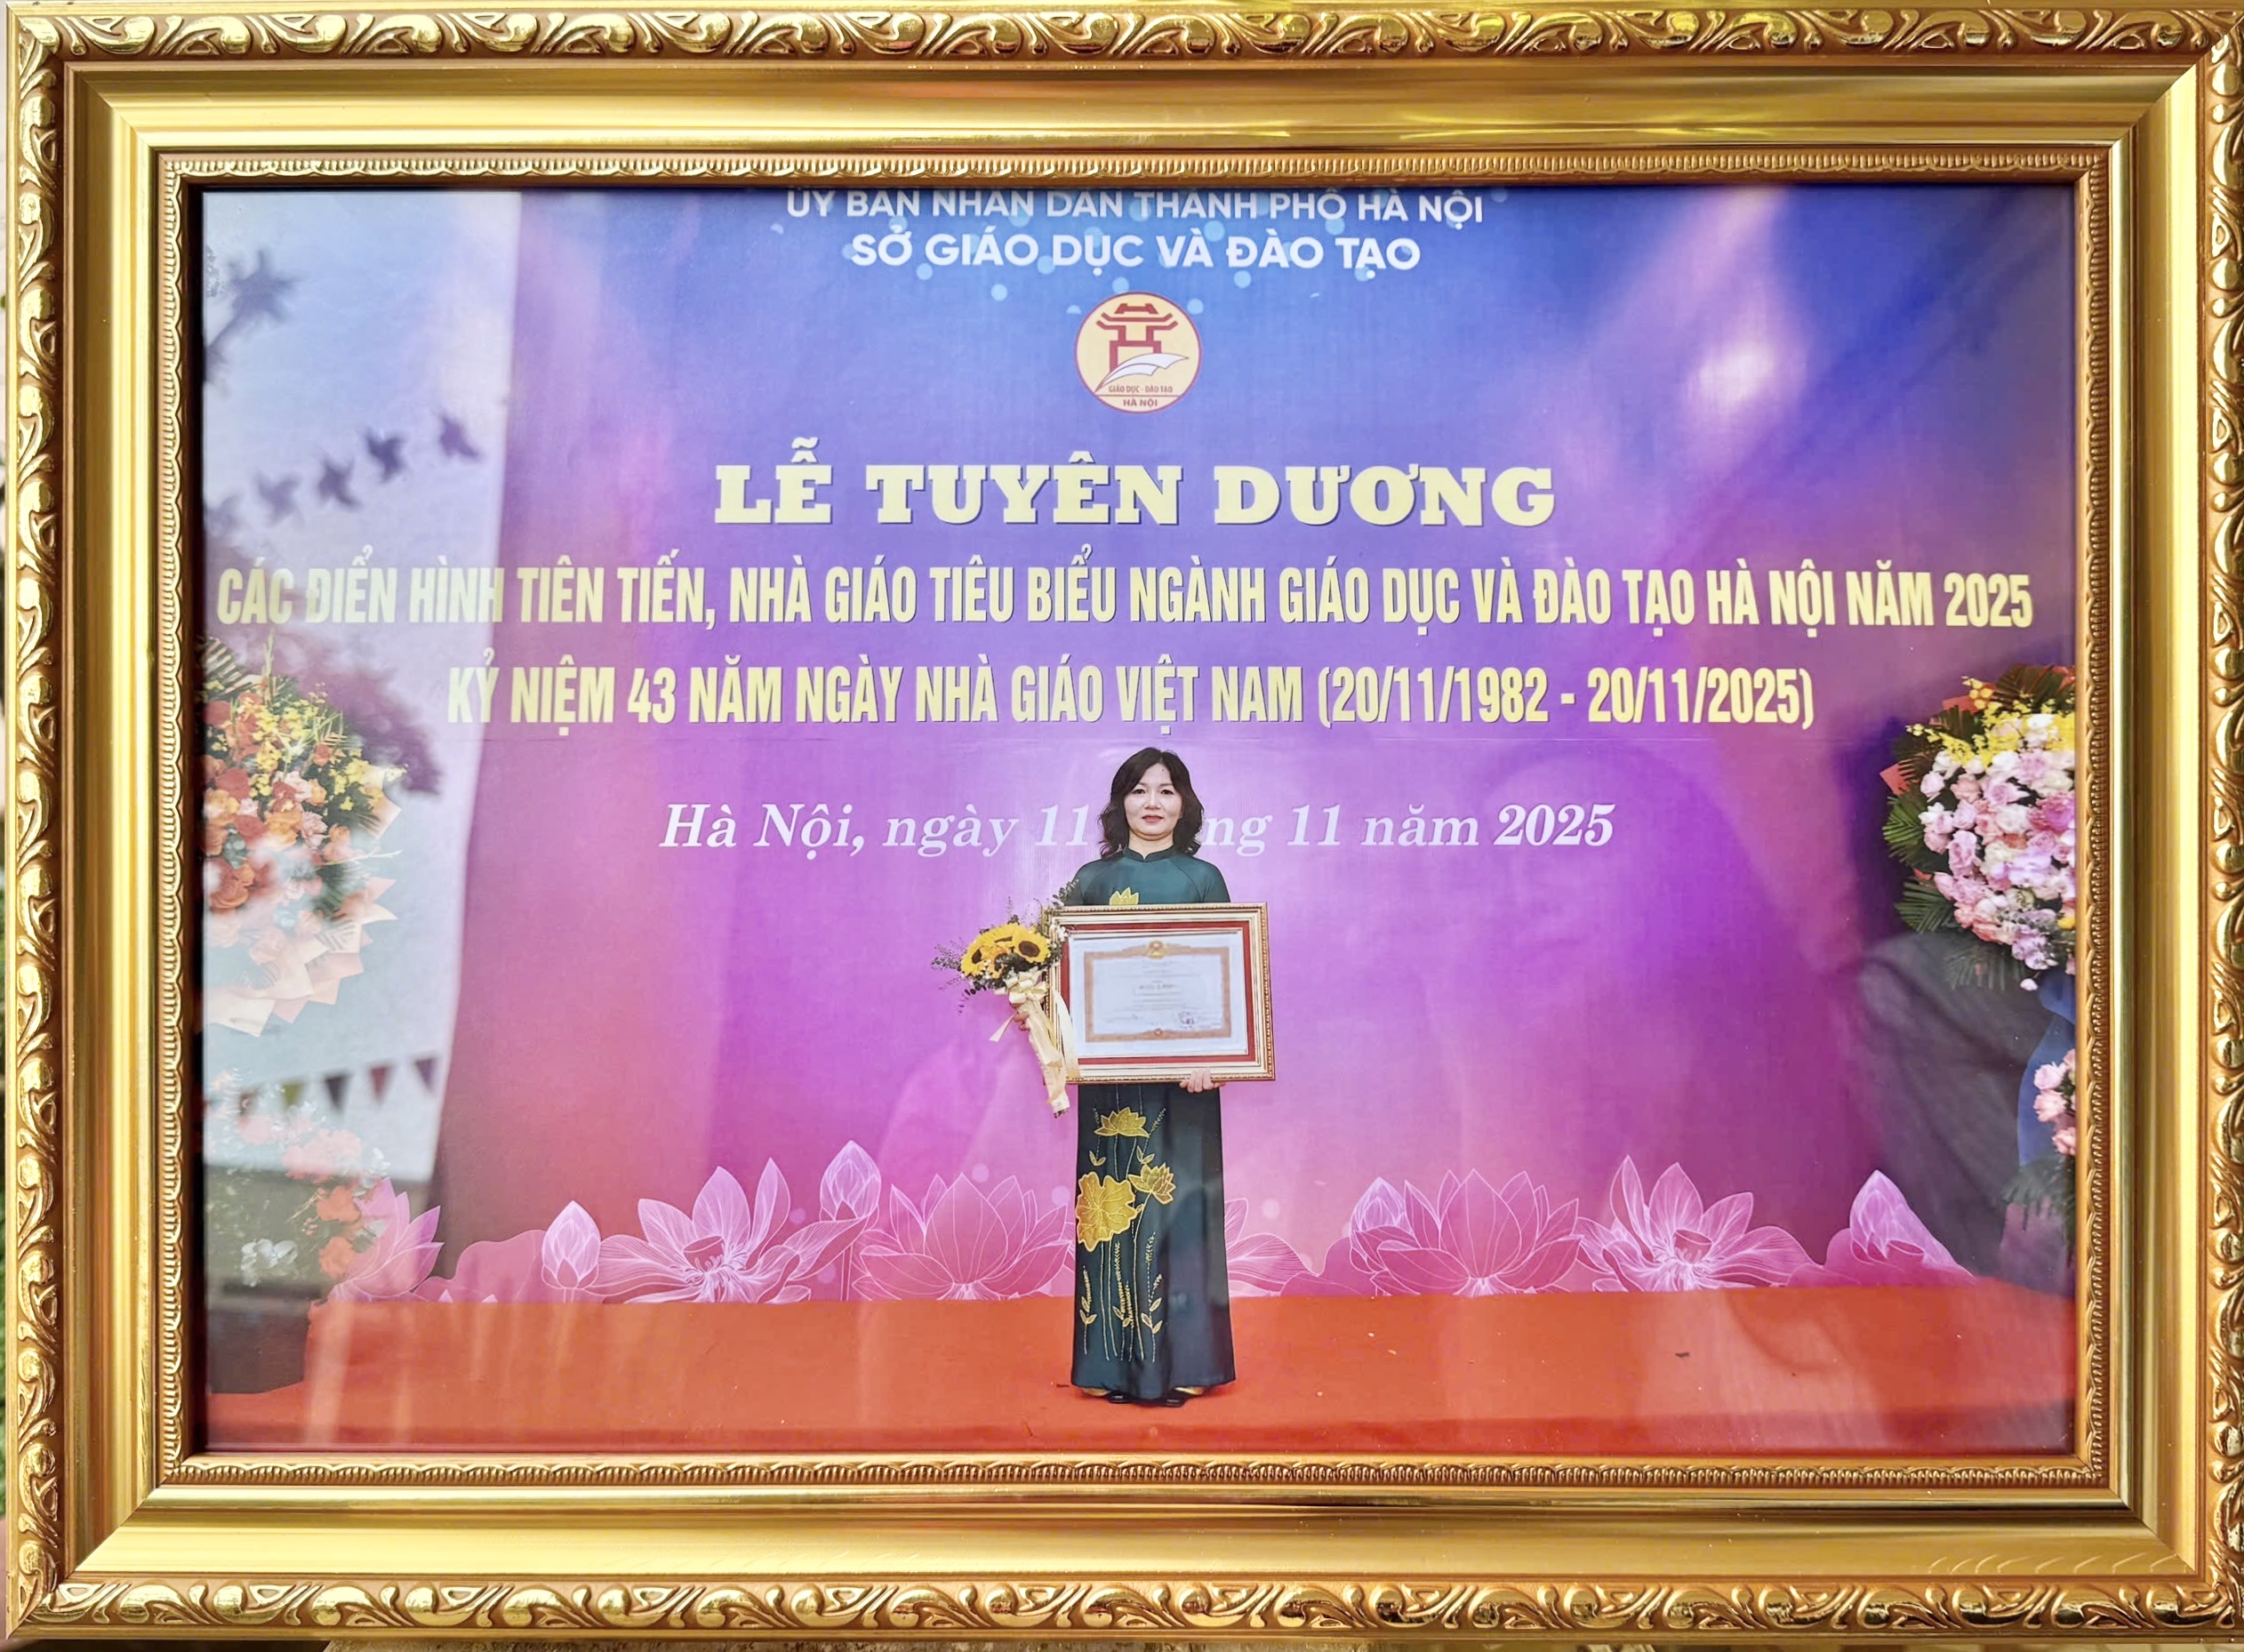 ỦY BAN NHÂN DÂN THÀNH PHỐ HÀ NỘI
SỞ GIÁO DỤC VÀ ĐÀO TẠO
GIÁO DỤC - ĐÀO TẠO
HÀ NỘI
LỄ TUYÊN DƯƠNG
CÁC ĐIỂN HÌNH TIÊN TIẾN, NHÀ GIÁO TIÊU BIỂU NGÀNH GIÁO DỤC VÀ ĐÀO TẠO HÀ NỘI NĂM 2025
KỶ NIỆM 43 NĂM NGÀY NHÀ GIÁO VIỆT NAM (20/11/1982 - 20/11/2025)
Hà Nội, ngày 11 ng 11 năm 2025